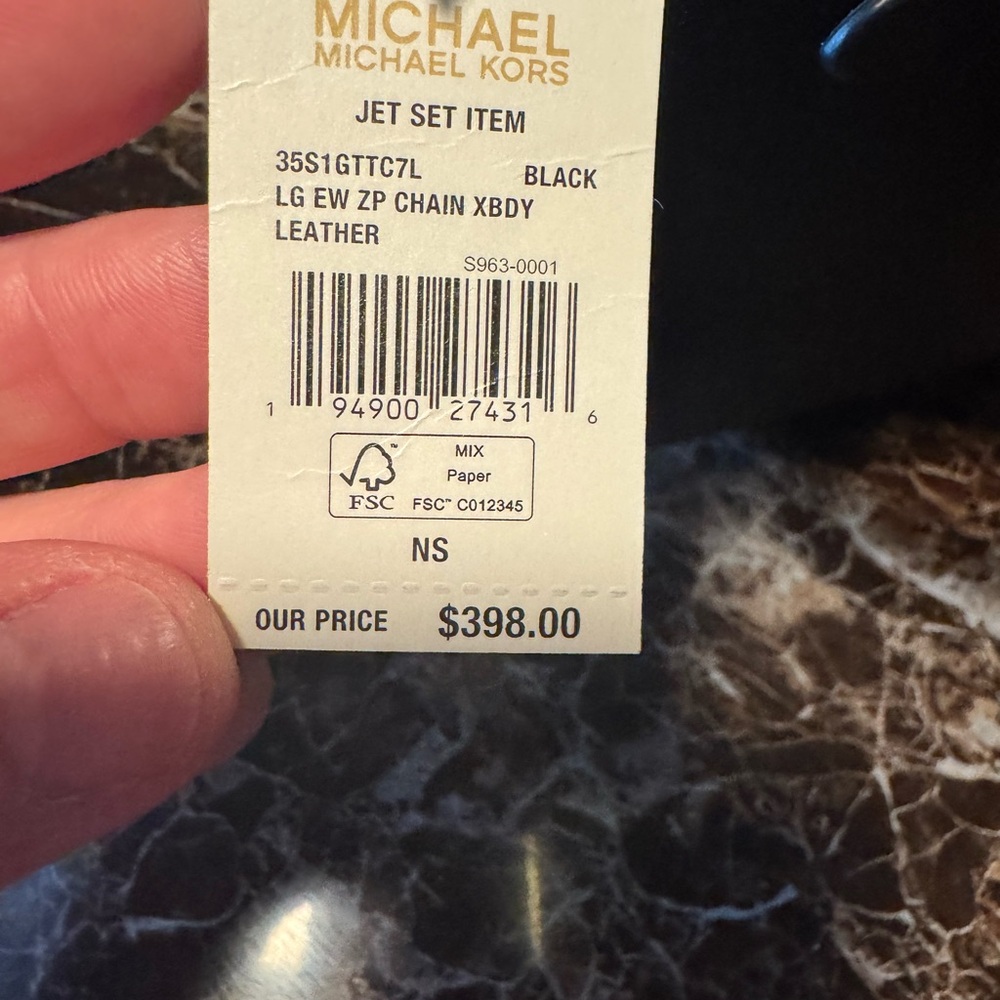 MICHAEL
MICHAEL KORS
JET SET ITEM
35S1GTTC7L BLACK
LG EW ZP CHAIN XBDY
LEATHER
S963-0001
1 94900 27431 6
MIX
Paper
FSC™ C012345
FSC
NS
OUR PRICE $398.00